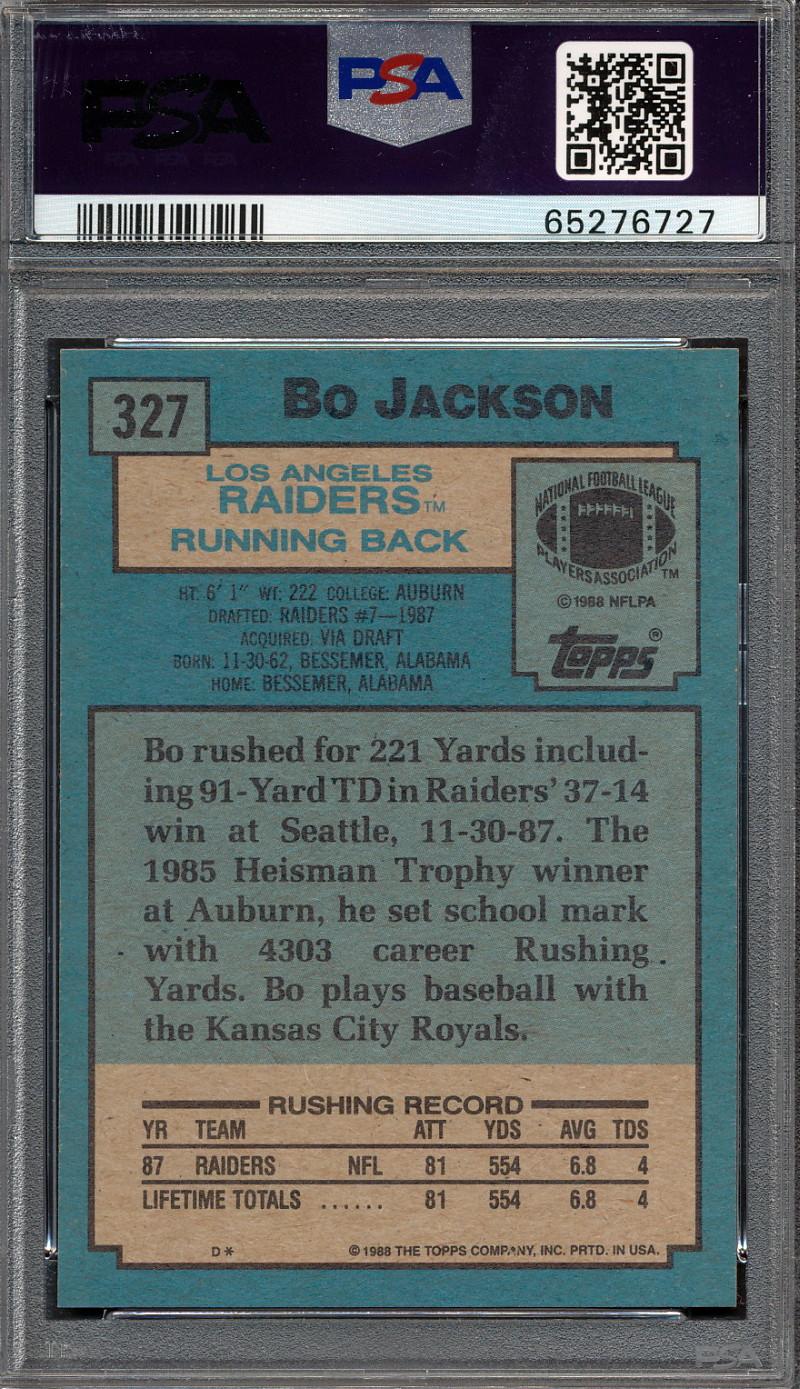 PSA
PSA
65276727
327
BO JACKSON
LOS ANGELES
RAIDERS™
RUNNING BACK
NATIONAL FOOTBALL LEAGUE
PLAYERS ASSOCIATION™
©1988 NFLPA
TOPPS®
HT: 6' 1" WT: 222 COLLEGE: AUBURN
DRAFTED: RAIDERS #7—1987
ACQUIRED: VIA DRAFT
BORN: 11-30-62, BESSEMER, ALABAMA
HOME: BESSEMER, ALABAMA
Bo rushed for 221 Yards includ-
ing 91-Yard TD in Raiders' 37-14
win at Seattle, 11-30-87. The
1985 Heisman Trophy winner
at Auburn, he set school mark
with 4303 career Rushing
Yards. Bo plays baseball with
the Kansas City Royals.
RUSHING RECORD
YR TEAM ATT YDS AVG TDS
87 RAIDERS NFL 81 554 6.8 4
LIFETIME TOTALS ...... 81 554 6.8 4
D* © 1988 THE TOPPS COMPANY, INC. PRTD. IN USA.
PSA